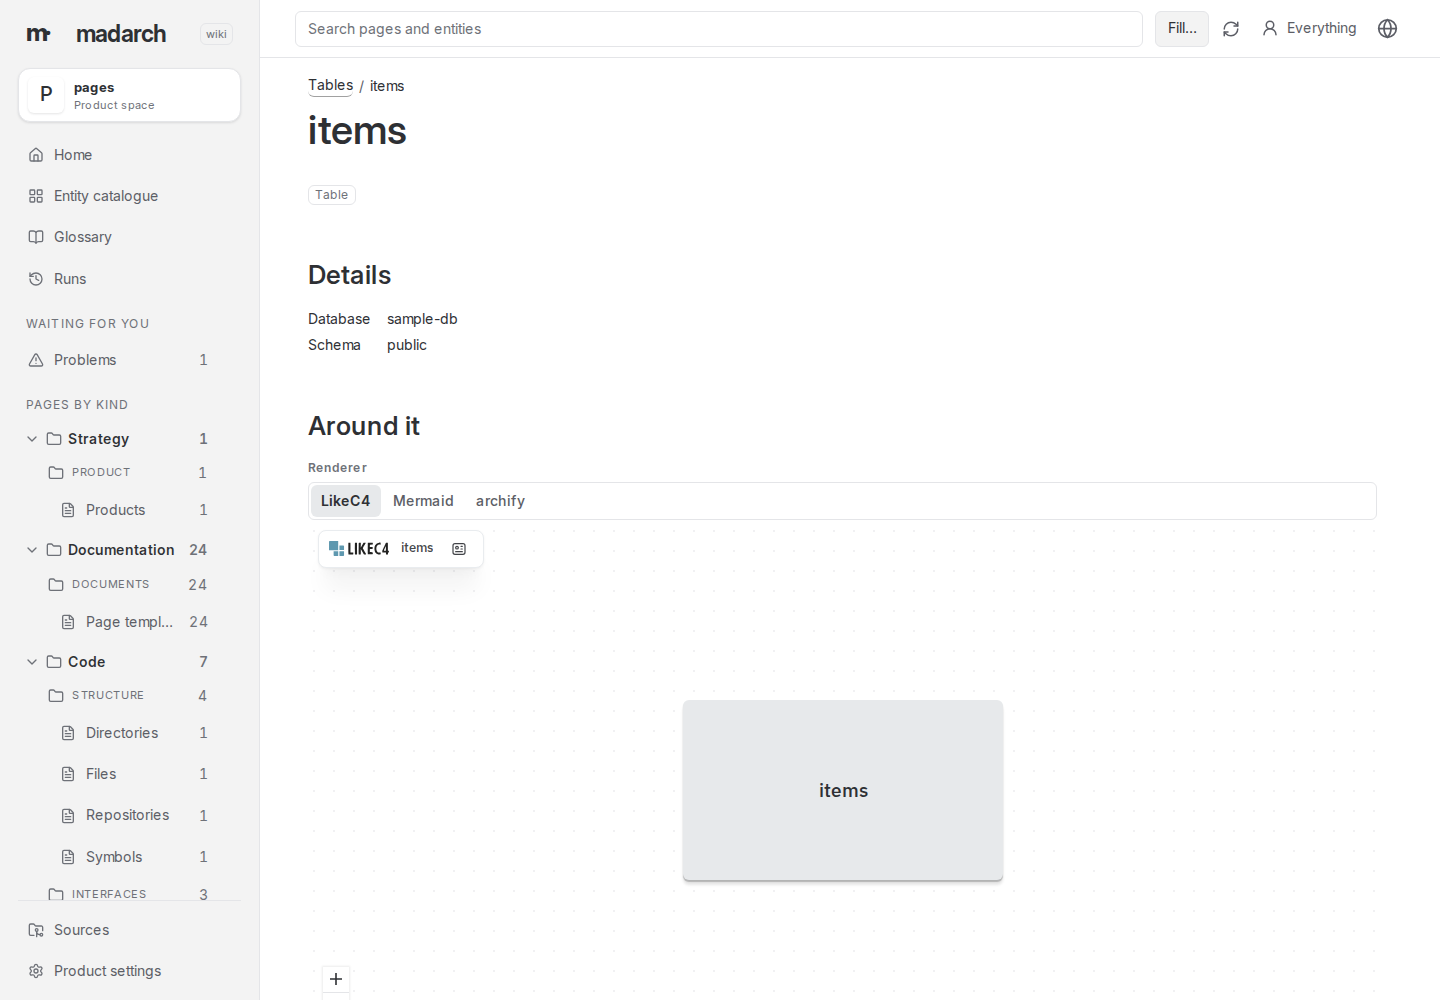 m·
madarch
wiki
P
pages
Product space
Home
Entity catalogue
Glossary
Runs
WAITING FOR YOU
Problems 1
PAGES BY KIND
Strategy 1
PRODUCT 1
Products 1
Documentation 24
DOCUMENTS 24
Page templ... 24
Code 7
STRUCTURE 4
Directories 1
Files 1
Repositories 1
Symbols 1
INTERFACES 3
Sources
Product settings
Search pages and entities
Fill...
Everything
Tables / items
items
Table
Details
Database sample-db
Schema public
Around it
Renderer
LikeC4 Mermaid archify
LIKEC4 items
items
+